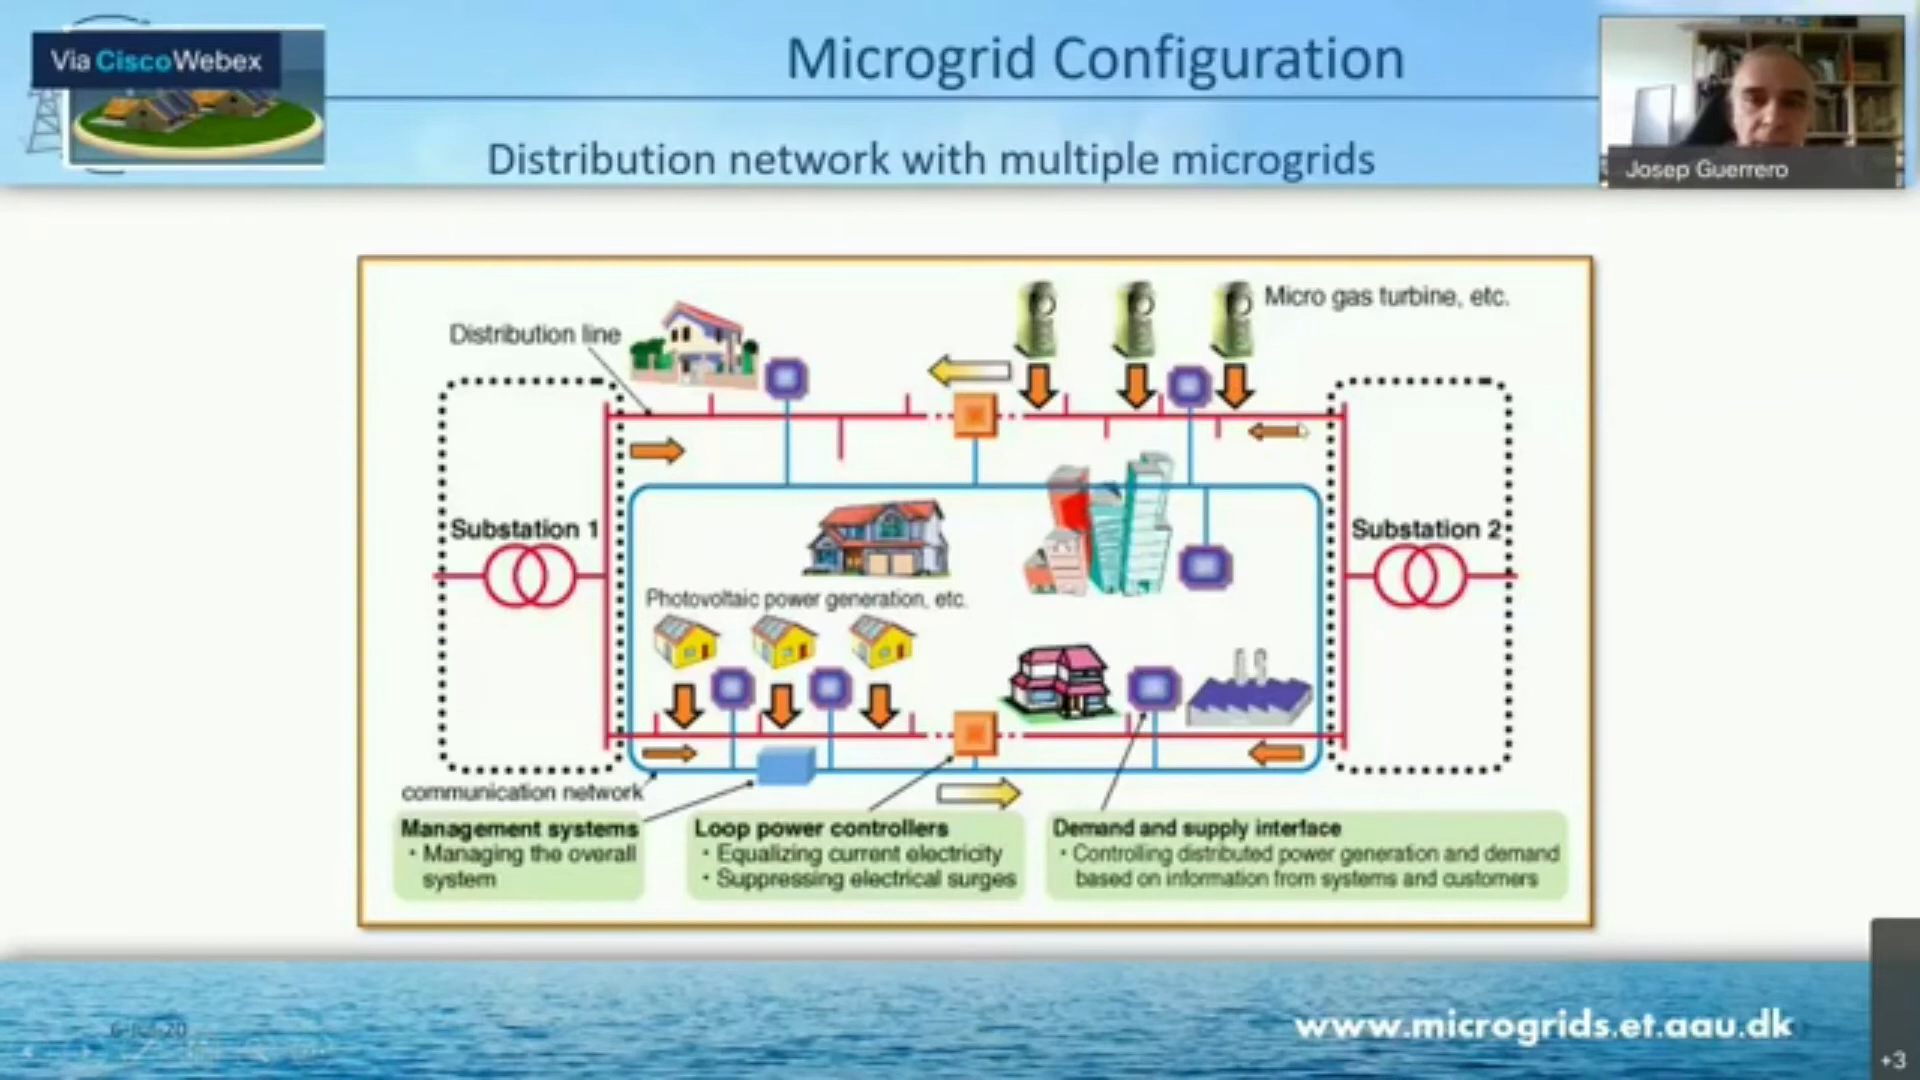 Via CiscoWebex
Microgrid Configuration
Distribution network with multiple microgrids
Josep Guerrero
Micro gas turbine, etc.
Distribution line
Substation 1
Substation 2
Photovoltaic power generation, etc.
communication network
Management systems
· Managing the overall
system
Loop power controllers
· Equalizing current electricity
· Suppressing electrical surges
Demand and supply interface
· Controlling distributed power generation and demand
based on information from systems and customers
www.microgrids.et.aau.dk
+3